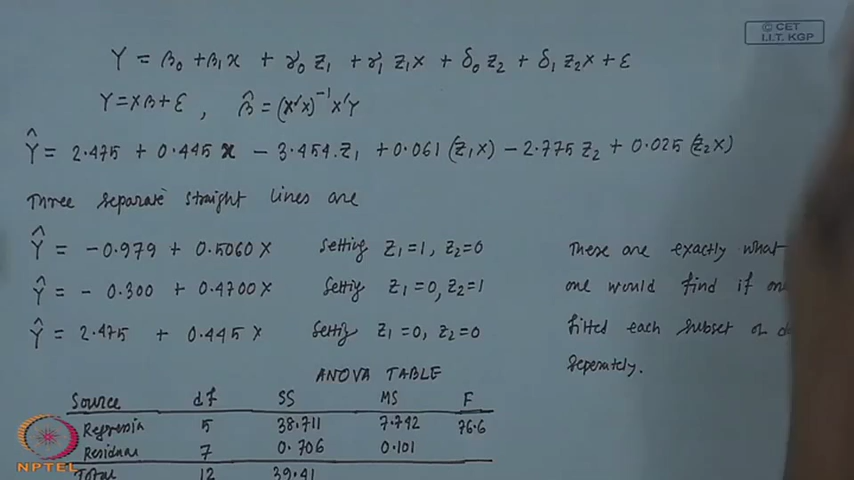 © CET
I.I.T. KGP
Y = β₀ + β₁x + γ₀ z₁ + γ₁ z₁x + δ₀ z₂ + δ₁ z₂x + ε
Y = Xβ + ε , β̂ = (X'X)⁻¹ X'Y
Ŷ = 2.475 + 0.445 x − 3.454. z₁ + 0.061 (z₁x) − 2.775 z₂ + 0.025 (z₂x)
Three separate straight lines are
Ŷ = −0.979 + 0.5060 x Setting z₁=1, z₂=0
Ŷ = − 0.300 + 0.4700 x Settig z₁=0, z₂=1
Ŷ = 2.475 + 0.445 x Settig z₁=0, z₂=0
These are exactly what
one would find if
fitted each subset of
Seperately.
ANOVA TABLE
Source df SS MS F
Regression 5 38.711 7.742 76.6
Residual 7 0.706 0.101
Total 12 39.41
NPTEL